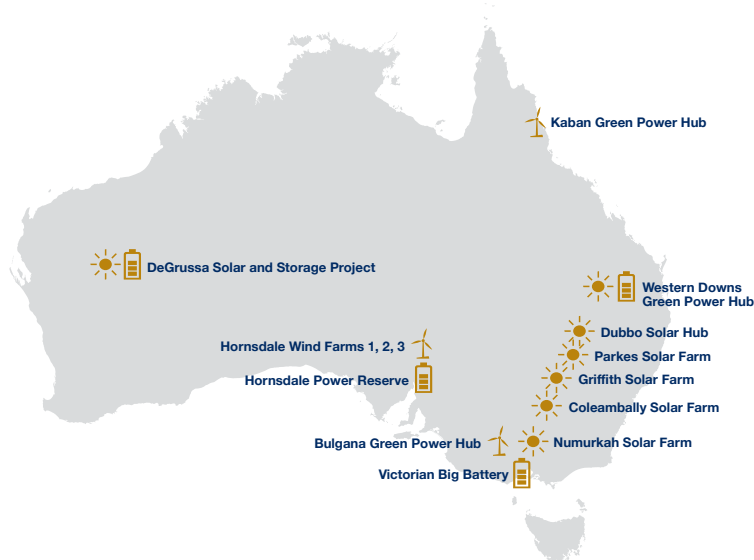 Kaban Green Power Hub
DeGrussa Solar and Storage Project
Western Downs
Green Power Hub
Dubbo Solar Hub
Hornsdale Wind Farms 1, 2, 3
Parkes Solar Farm
Hornsdale Power Reserve
Griffith Solar Farm
Coleambally Solar Farm
Bulgana Green Power Hub
Numurkah Solar Farm
Victorian Big Battery